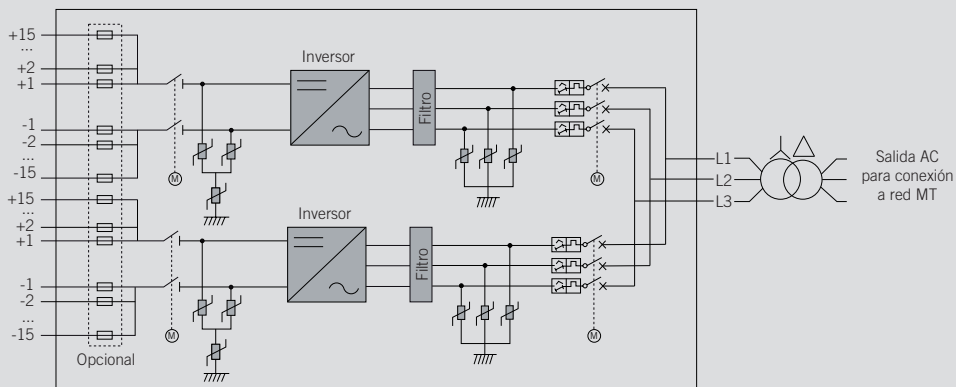 +15
...
+2
+1
-1
-2
...
-15
+15
...
+2
+1
-1
-2
...
-15
Opcional
Inversor
Filtro
M
M
Inversor
Filtro
M
M
L1
L2
L3
Salida AC
para conexión
a red MT